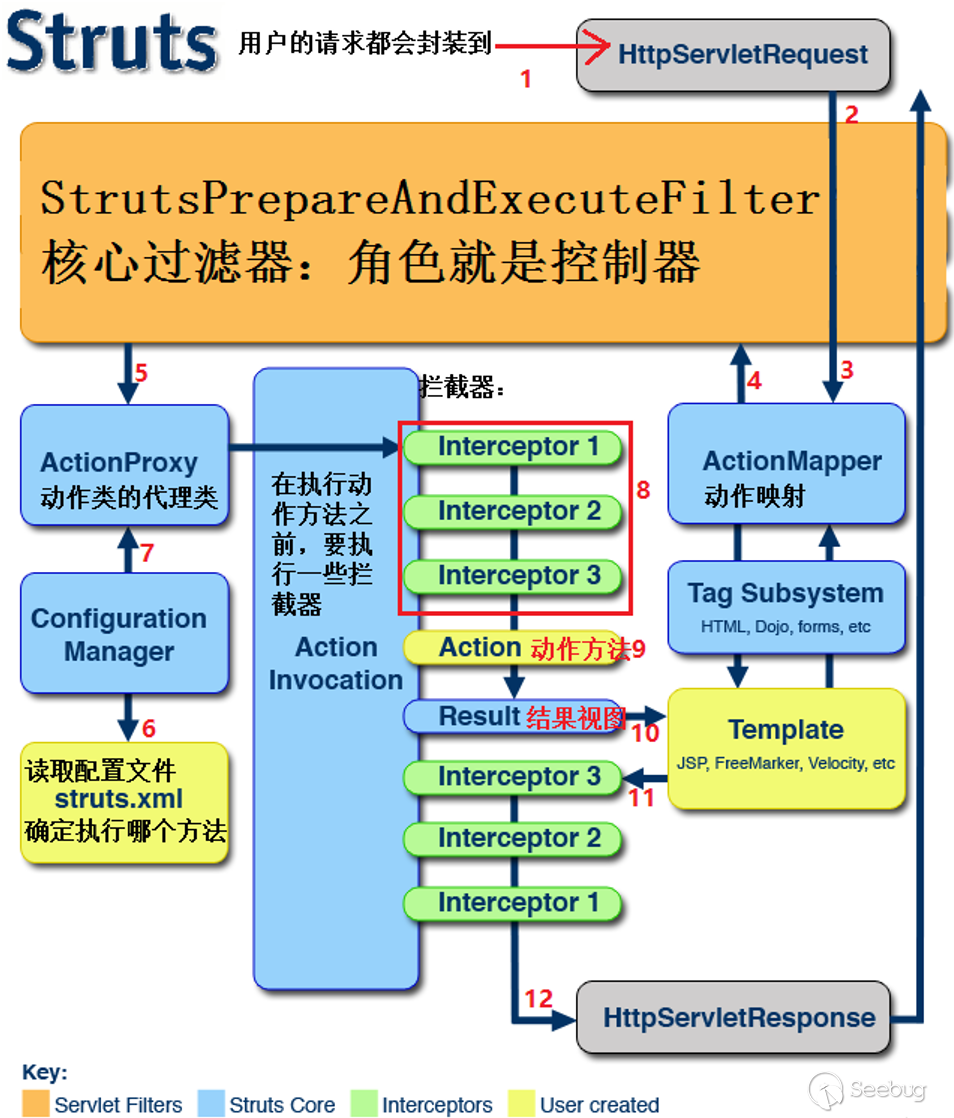 Struts 用户的请求都会封装到
1
HttpServletRequest
2
StrutsPrepareAndExecuteFilter
核心过滤器：角色就是控制器
5
4
3
拦截器：
ActionProxy
动作类的代理类
在执行动
作方法之
前，要执
行一些拦
截器
Action
Invocation
Interceptor 1
Interceptor 2
Interceptor 3
8
ActionMapper
动作映射
7
Configuration
Manager
Tag Subsystem
HTML, Dojo, forms, etc
Action 动作方法9
Result 结果视图
10
Template
JSP, FreeMarker, Velocity, etc
6
读取配置文件
struts.xml
确定执行哪个方法
Interceptor 3
11
Interceptor 2
Interceptor 1
12
HttpServletResponse
Key:
Servlet Filters
Struts Core
Interceptors
User created
Seebug